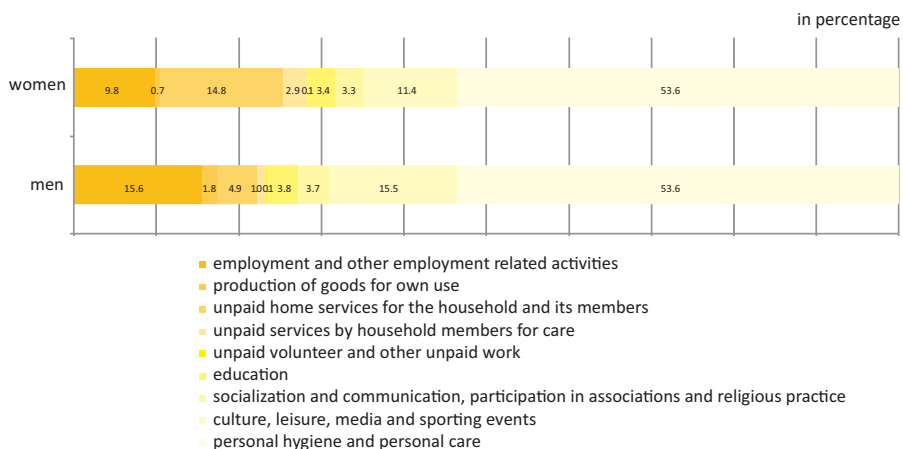 in percentage
women 9.8 0.7 14.8 2.9 0.1 3.4 3.3 11.4 53.6
men 15.6 1.8 4.9 1.0 0.1 3.8 3.7 15.5 53.6
employment and other employment related activities
production of goods for own use
unpaid home services for the household and its members
unpaid services by household members for care
unpaid volunteer and other unpaid work
education
socialization and communication, participation in associations and religious practice
culture, leisure, media and sporting events
personal hygiene and personal care